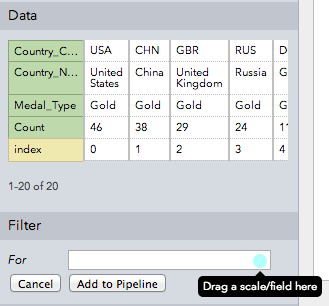 Data
Country_C... USA CHN GBR RUS D
Country_N... United States China United Kingdom Russia G
Medal_Type Gold Gold Gold Gold G
Count 46 38 29 24 11
index 0 1 2 3 4
1–20 of 20
Filter
For
Cancel Add to Pipeline Drag a scale/field here